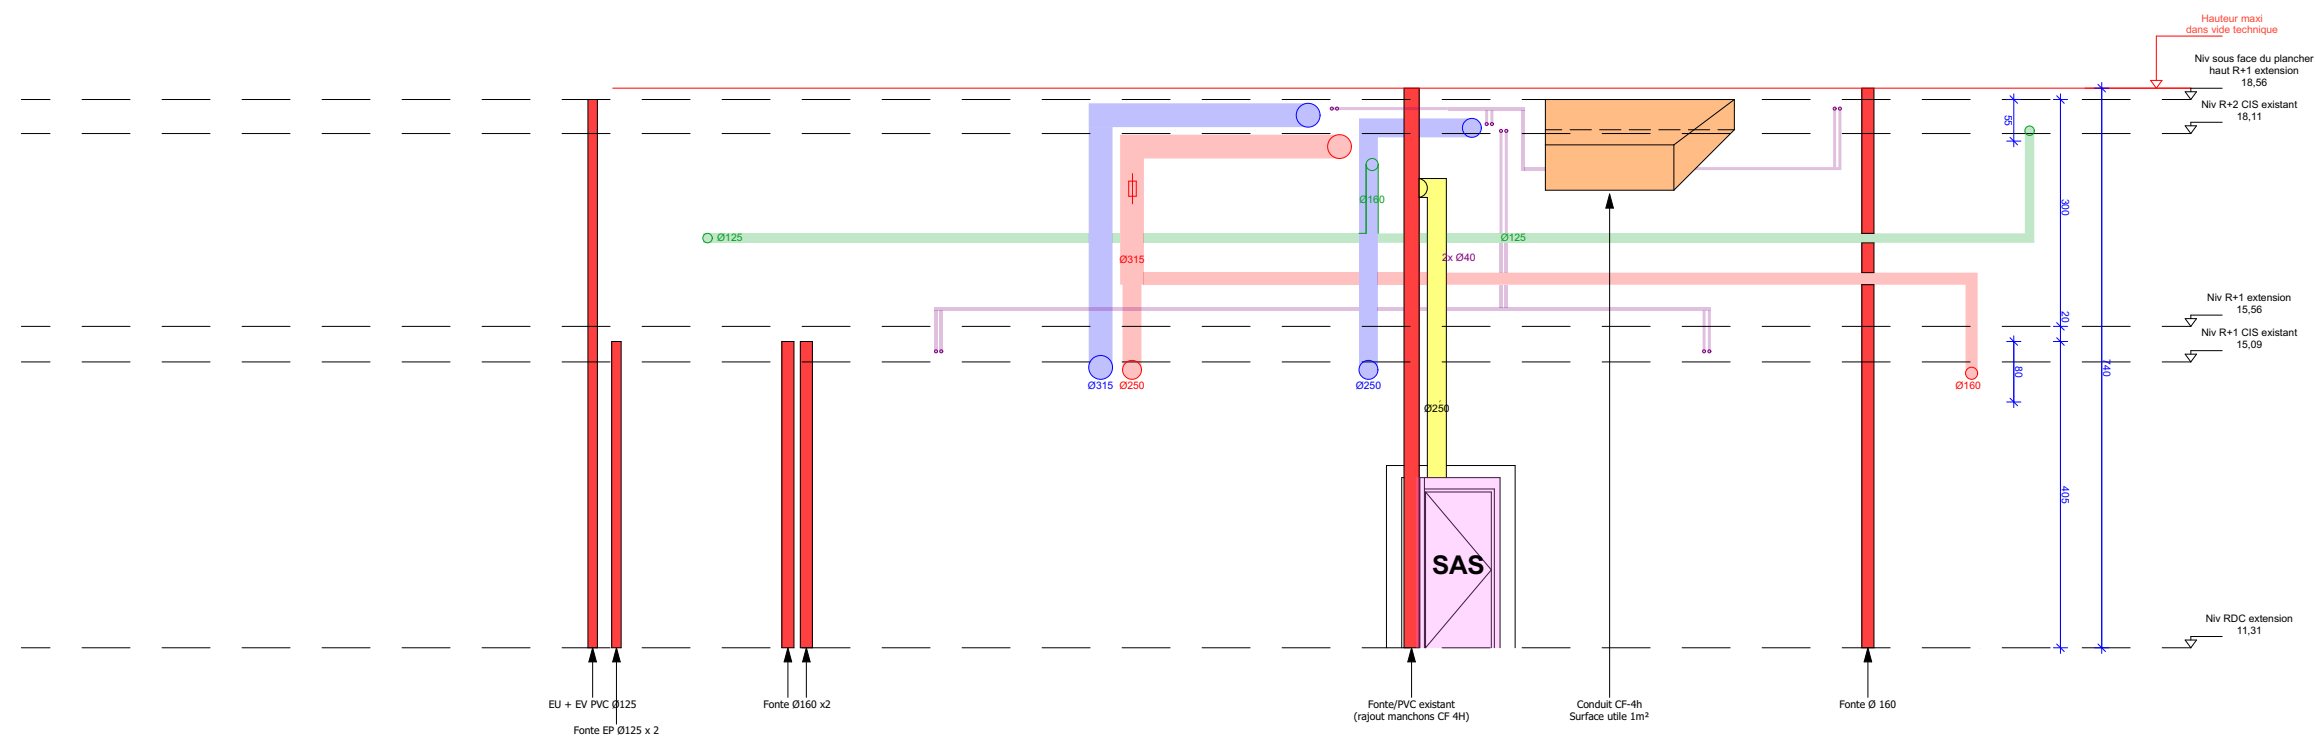 Hauteur maxi
dans vide technique
Niv sous face du plancher
haut R+1 extension
18,56
Niv R+2 CIS existant
18,11
55
Ø160
300
Ø125
Ø125
Ø315
2x Ø40
Niv R+1 extension
15,56
20
Niv R+1 CIS existant
15,09
740
80
Ø315
Ø250
Ø250
Ø160
Ø250
405
SAS
Niv RDC extension
11,31
EU + EV PVC Ø125
Fonte Ø160 x2
Fonte/PVC existant
(rajout manchons CF 4H)
Conduit CF-4h
Surface utile 1m²
Fonte Ø 160
Fonte EP Ø125 x 2